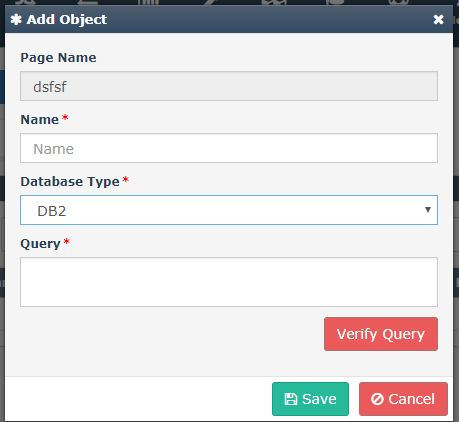 ✱ Add Object ✖
Page Name
dsfsf
Name *
Name
Database Type *
DB2
Query *
Verify Query
Save
Cancel